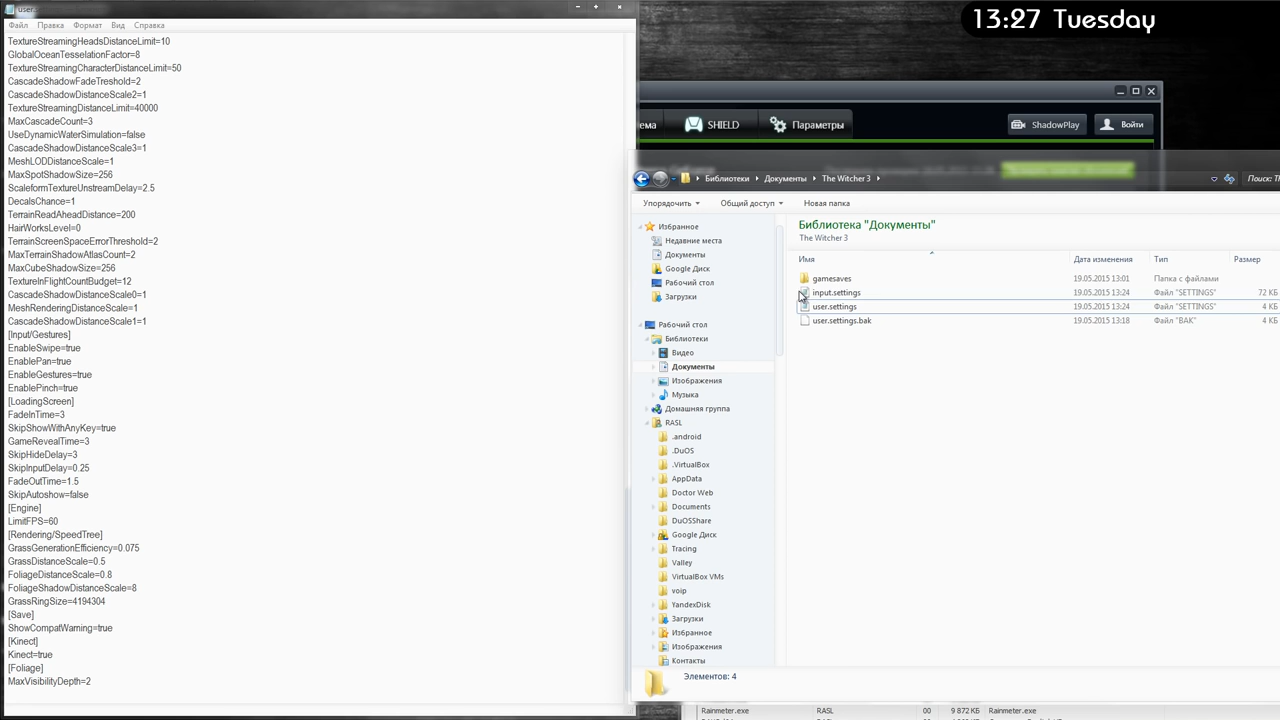 user.
Файл Правка Формат Вид Справка
TextureStreamingHeadsDistanceLimit=10
GlobalOceanTesselationFactor=8
TextureStreamingCharacterDistanceLimit=50
CascadeShadowFadeTreshold=2
CascadeShadowDistanceScale2=1
TextureStreamingDistanceLimit=40000
MaxCascadeCount=3
UseDynamicWaterSimulation=false
CascadeShadowDistanceScale3=1
MeshLODDistanceScale=1
MaxSpotShadowSize=256
ScaleformTextureUnstreamDelay=2.5
DecalsChance=1
TerrainReadAheadDistance=200
HairWorksLevel=0
TerrainScreenSpaceErrorThreshold=2
MaxTerrainShadowAtlasCount=2
MaxCubeShadowSize=256
TextureInFlightCountBudget=12
CascadeShadowDistanceScale0=1
MeshRenderingDistanceScale=1
CascadeShadowDistanceScale1=1
[Input/Gestures]
EnableSwipe=true
EnablePan=true
EnableGestures=true
EnablePinch=true
[LoadingScreen]
FadeInTime=3
SkipShowWithAnyKey=true
GameRevealTime=3
SkipHideDelay=3
SkipInputDelay=0.25
FadeOutTime=1.5
SkipAutoshow=false
[Engine]
LimitFPS=60
[Rendering/SpeedTree]
GrassGenerationEfficiency=0.075
GrassDistanceScale=0.5
FoliageDistanceScale=0.8
FoliageShadowDistanceScale=8
GrassRingSize=4194304
[Save]
ShowCompatWarning=true
[Kinect]
Kinect=true
[Foliage]
MaxVisibilityDepth=2
13:27 Tuesday
ема SHIELD Параметры ShadowPlay Войти
Библиотеки Документы The Witcher 3 Поиск: Th
Упорядочить Общий доступ Новая папка
Избранное
Недавние места
Документы
Google Диск
Рабочий стол
Загрузки
Рабочий стол
Библиотеки
Видео
Документы
Изображения
Музыка
Домашняя группа
RASL
.android
.DuOS
.VirtualBox
AppData
Doctor Web
Documents
DuOSShare
Google Диск
Tracing
Valley
VirtualBox VMs
voip
YandexDisk
Загрузки
Избранное
Изображения
Контакты
Библиотека "Документы"
The Witcher 3
Имя Дата изменения Тип Размер
gamesaves 19.05.2015 13:01 Папка с файлами
input.settings 19.05.2015 13:24 Файл "SETTINGS" 72 КБ
user.settings 19.05.2015 13:24 Файл "SETTINGS" 4 КБ
user.settings.bak 19.05.2015 13:18 Файл "BAK" 4 КБ
Элементов: 4
Rainmeter.exe RASL 00 9 872 КБ Rainmeter.exe